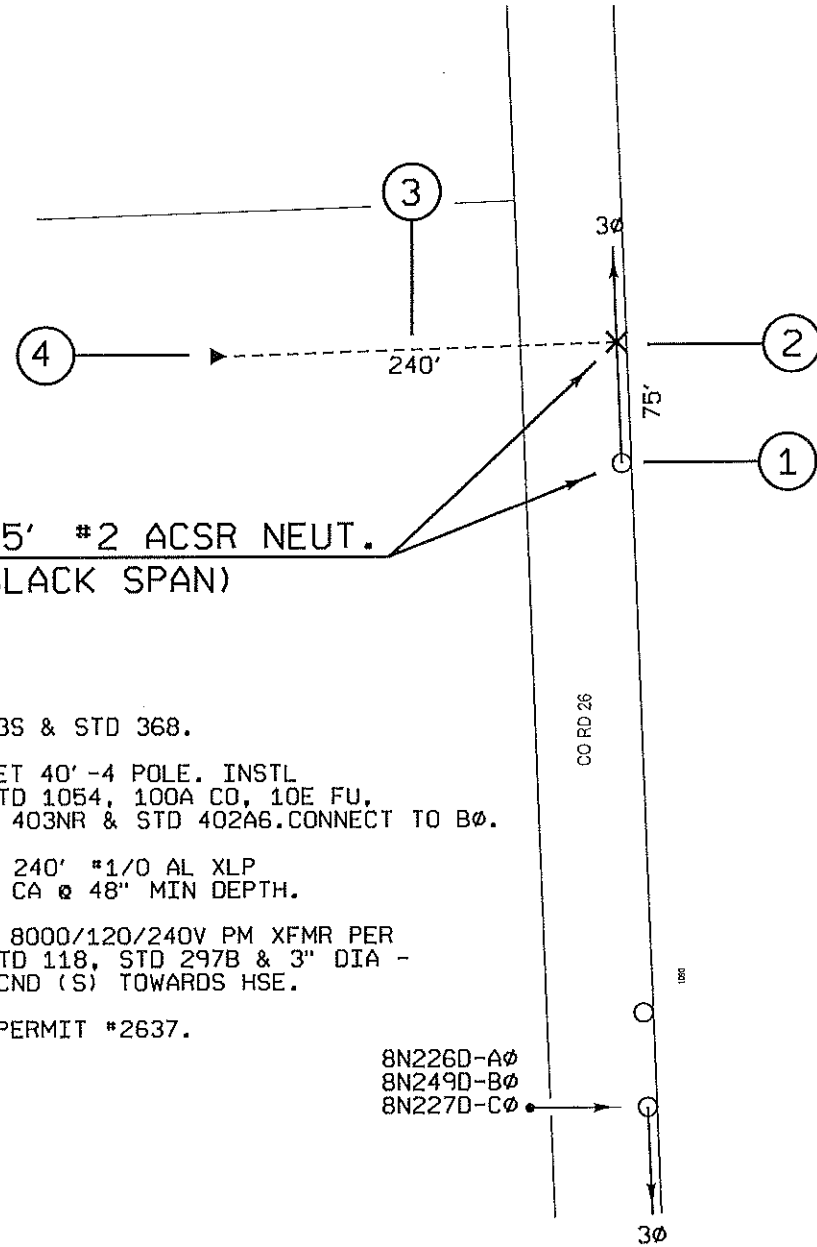 3
3Ø
4
240'
2
75'
1
5' #2 ACSR NEUT.
LACK SPAN)
CO RD 26
3S & STD 368.
ET 40'-4 POLE. INSTL
TD 1054, 100A CO, 10E FU,
403NR & STD 402A6.CONNECT TO BØ.
240' #1/0 AL XLP
CA @ 48" MIN DEPTH.
8000/120/240V PM XFMR PER
TD 118, STD 297B & 3" DIA -
CND (S) TOWARDS HSE.
PERMIT #2637.
8N226D-AØ
8N249D-BØ
8N227D-CØ
3Ø